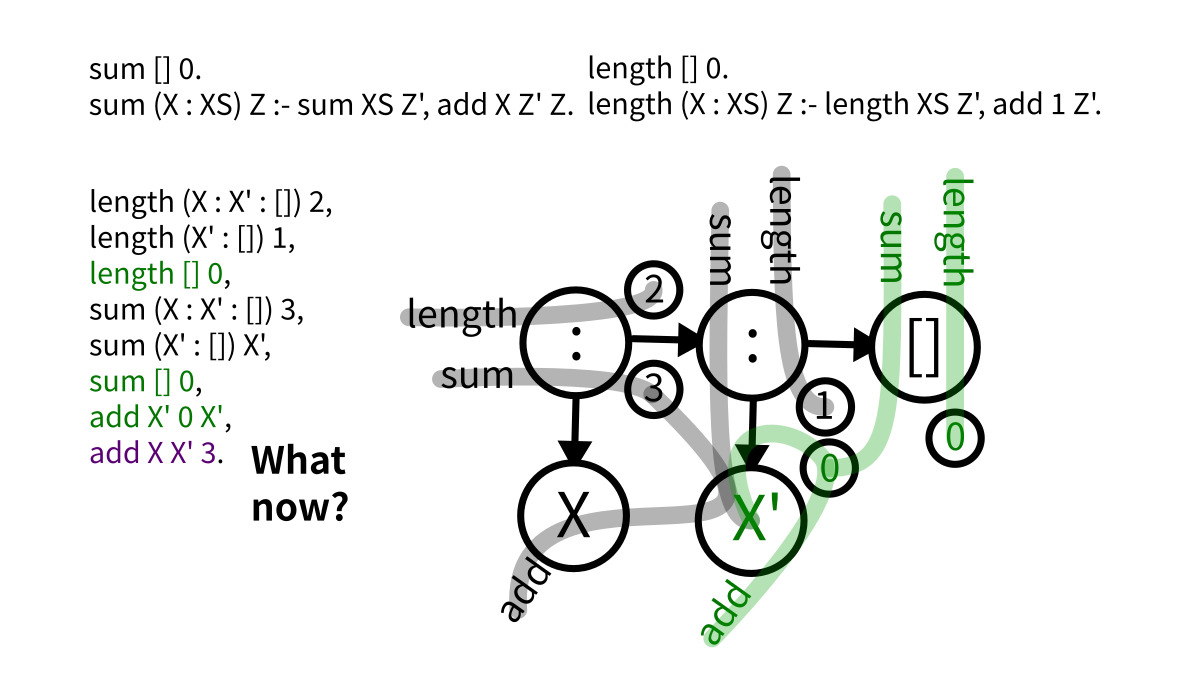 sum [] 0.
sum (X : XS) Z :- sum XS Z', add X Z' Z.
length [] 0.
length (X : XS) Z :- length XS Z', add 1 Z'.
length (X : X' : []) 2,
length (X' : []) 1,
length [] 0,
sum (X : X' : []) 3,
sum (X' : []) X',
sum [] 0,
add X' 0 X',
add X X' 3.
What
now?
length
sum
:
2
3
sum
length
:
1
0
sum
length
[]
0
X
add
X'
add